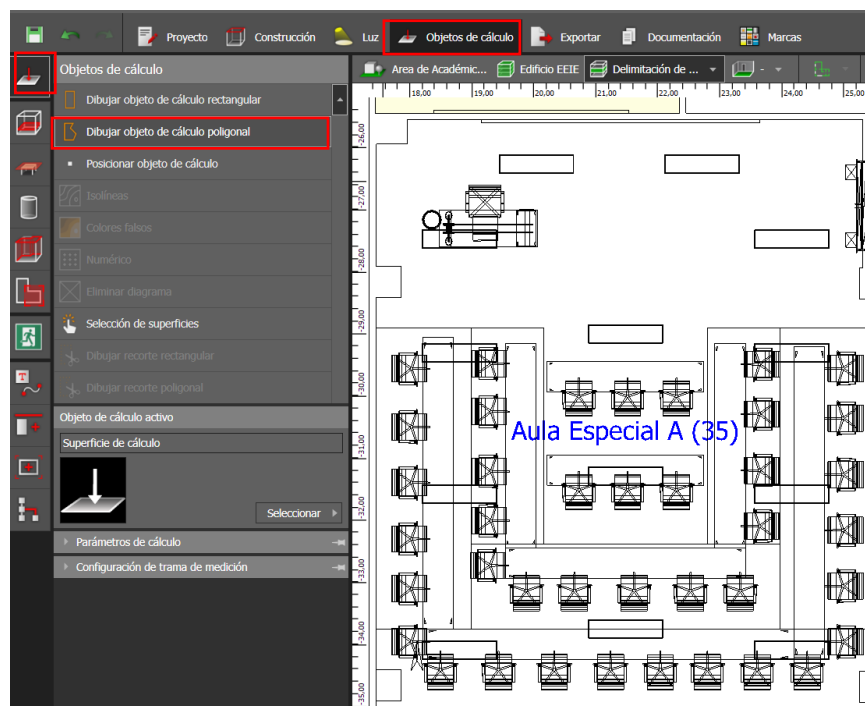 Proyecto Construcción Luz Objetos de cálculo Exportar Documentación Marcas
Objetos de cálculo
Area de Académic... Edificio EEIE Delimitación de ... -
Dibujar objeto de cálculo rectangular
Dibujar objeto de cálculo poligonal
Posicionar objeto de cálculo
Isolíneas
Colores falsos
Numérico
Eliminar diagrama
Selección de superficies
Dibujar recorte rectangular
Dibujar recorte poligonal
Objeto de cálculo activo
Superficie de cálculo
Seleccionar
Parámetros de cálculo
Configuración de trama de medición
18,00 19,00 20,00 21,00 22,00 23,00 24,00 25,00
-26,00
-27,00
-28,00
-29,00
-30,00
-31,00
-32,00
-33,00
-34,00
-35,00
Aula Especial A (35)
T